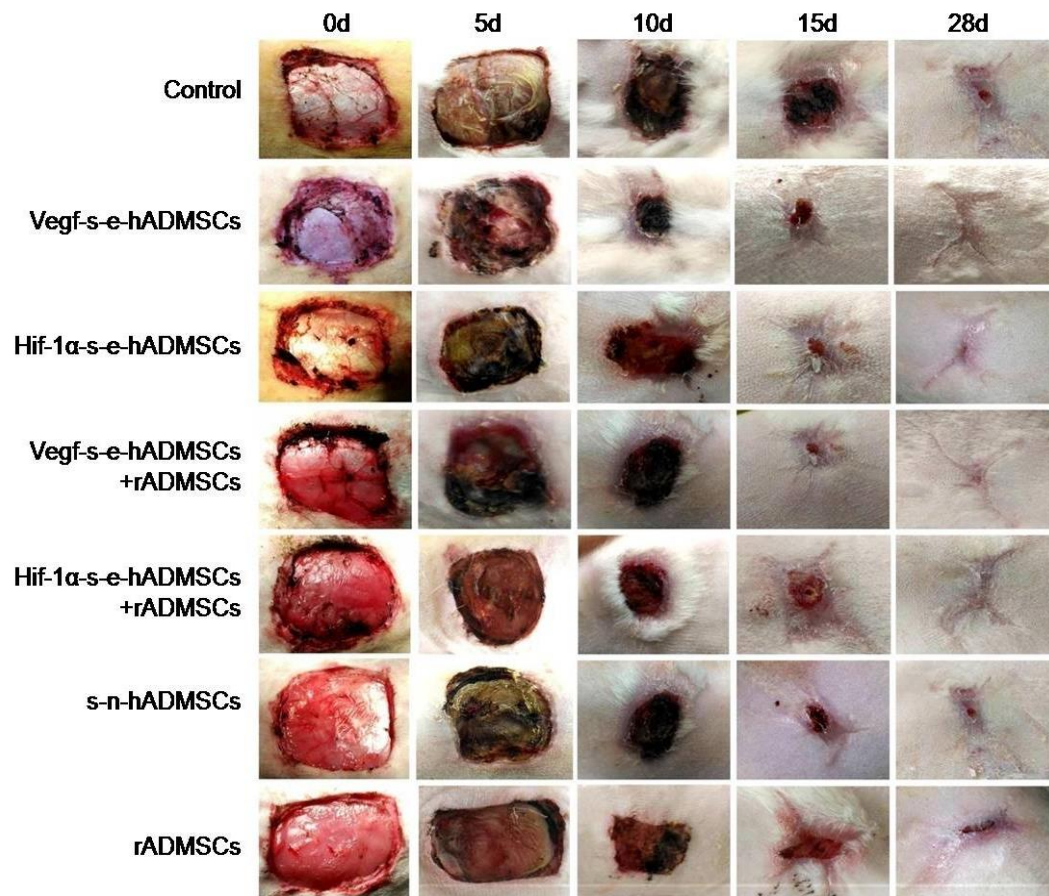 0d 5d 10d 15d 28d
Control
Vegf-s-e-hADMSCs
Hif-1α-s-e-hADMSCs
Vegf-s-e-hADMSCs
+rADMSCs
Hif-1α-s-e-hADMSCs
+rADMSCs
s-n-hADMSCs
rADMSCs